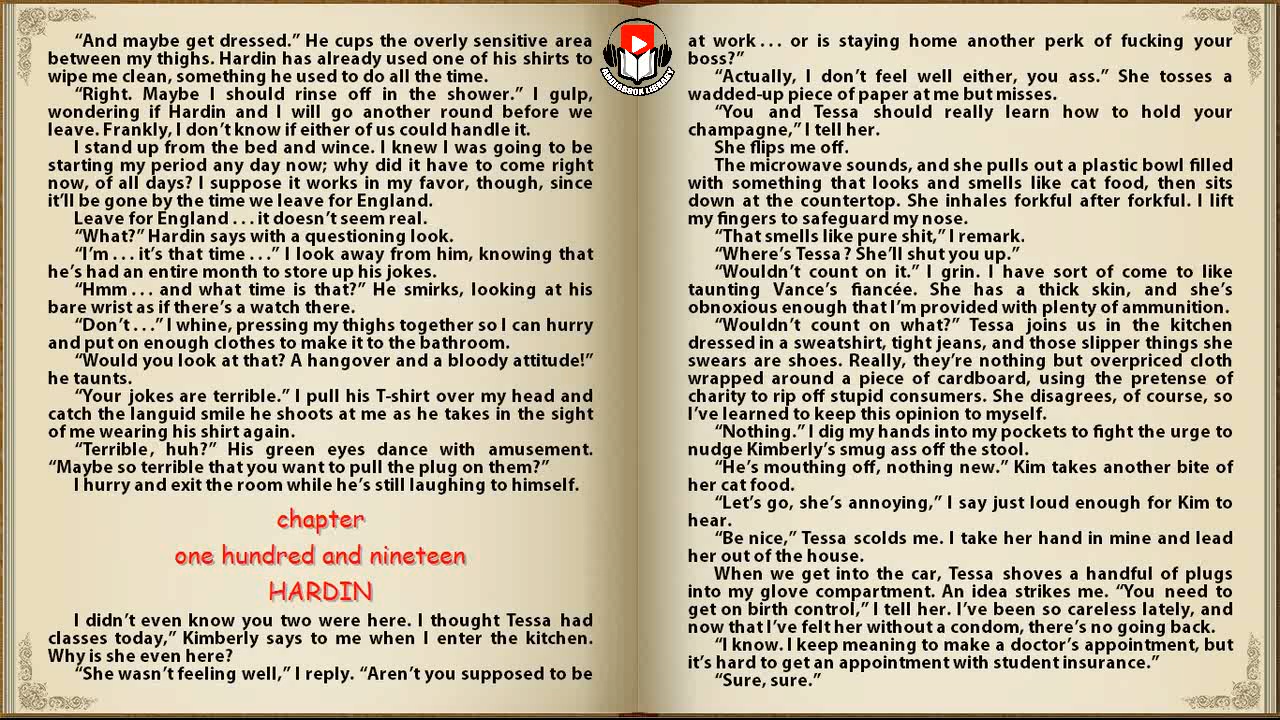 “And maybe get dressed.” He cups the overly sensitive area
between my thighs. Hardin has already used one of his shirts to
wipe me clean, something he used to do all the time.
“Right. Maybe I should rinse off in the shower.” I gulp,
wondering if Hardin and I will go another round before we
leave. Frankly, I don’t know if either of us could handle it.
I stand up from the bed and wince. I knew I was going to be
starting my period any day now; why did it have to come right
now, of all days? I suppose it works in my favor, though, since
it’ll be gone by the time we leave for England.
Leave for England . . . it doesn’t seem real.
“What?” Hardin says with a questioning look.
“I’m . . . it’s that time . . .” I look away from him, knowing that
he’s had an entire month to store up his jokes.
“Hmm . . . and what time is that?” He smirks, looking at his
bare wrist as if there’s a watch there.
“Don’t . . .” I whine, pressing my thighs together so I can hurry
and put on enough clothes to make it to the bathroom.
“Would you look at that? A hangover and a bloody attitude!”
he taunts.
“Your jokes are terrible.” I pull his T-shirt over my head and
catch the languid smile he shoots at me as he takes in the sight
of me wearing his shirt again.
“Terrible, huh?” His green eyes dance with amusement.
“Maybe so terrible that you want to pull the plug on them?”
I hurry and exit the room while he’s still laughing to himself.
chapter
one hundred and nineteen
HARDIN
I didn’t even know you two were here. I thought Tessa had
classes today,” Kimberly says to me when I enter the kitchen.
Why is she even here?
“She wasn’t feeling well,” I reply. “Aren’t you supposed to be
AUDIOBOOK LIBRARY
at work . . . or is staying home another perk of fucking your
boss?”
“Actually, I don’t feel well either, you ass.” She tosses a
wadded-up piece of paper at me but misses.
“You and Tessa should really learn how to hold your
champagne,” I tell her.
She flips me off.
The microwave sounds, and she pulls out a plastic bowl filled
with something that looks and smells like cat food, then sits
down at the countertop. She inhales forkful after forkful. I lift
my fingers to safeguard my nose.
“That smells like pure shit,” I remark.
“Where’s Tessa? She’ll shut you up.”
“Wouldn’t count on it.” I grin. I have sort of come to like
taunting Vance’s fiancée. She has a thick skin, and she’s
obnoxious enough that I’m provided with plenty of ammunition.
“Wouldn’t count on what?” Tessa joins us in the kitchen
dressed in a sweatshirt, tight jeans, and those slipper things she
swears are shoes. Really, they’re nothing but overpriced cloth
wrapped around a piece of cardboard, using the pretense of
charity to rip off stupid consumers. She disagrees, of course, so
I’ve learned to keep this opinion to myself.
“Nothing.” I dig my hands into my pockets to fight the urge to
nudge Kimberly’s smug ass off the stool.
“He’s mouthing off, nothing new.” Kim takes another bite of
her cat food.
“Let’s go, she’s annoying,” I say just loud enough for Kim to
hear.
“Be nice,” Tessa scolds me. I take her hand in mine and lead
her out of the house.
When we get into the car, Tessa shoves a handful of plugs
into my glove compartment. An idea strikes me. “You need to
get on birth control,” I tell her. I’ve been so careless lately, and
now that I’ve felt her without a condom, there’s no going back.
“I know. I keep meaning to make a doctor’s appointment, but
it’s hard to get an appointment with student insurance.”
“Sure, sure.”